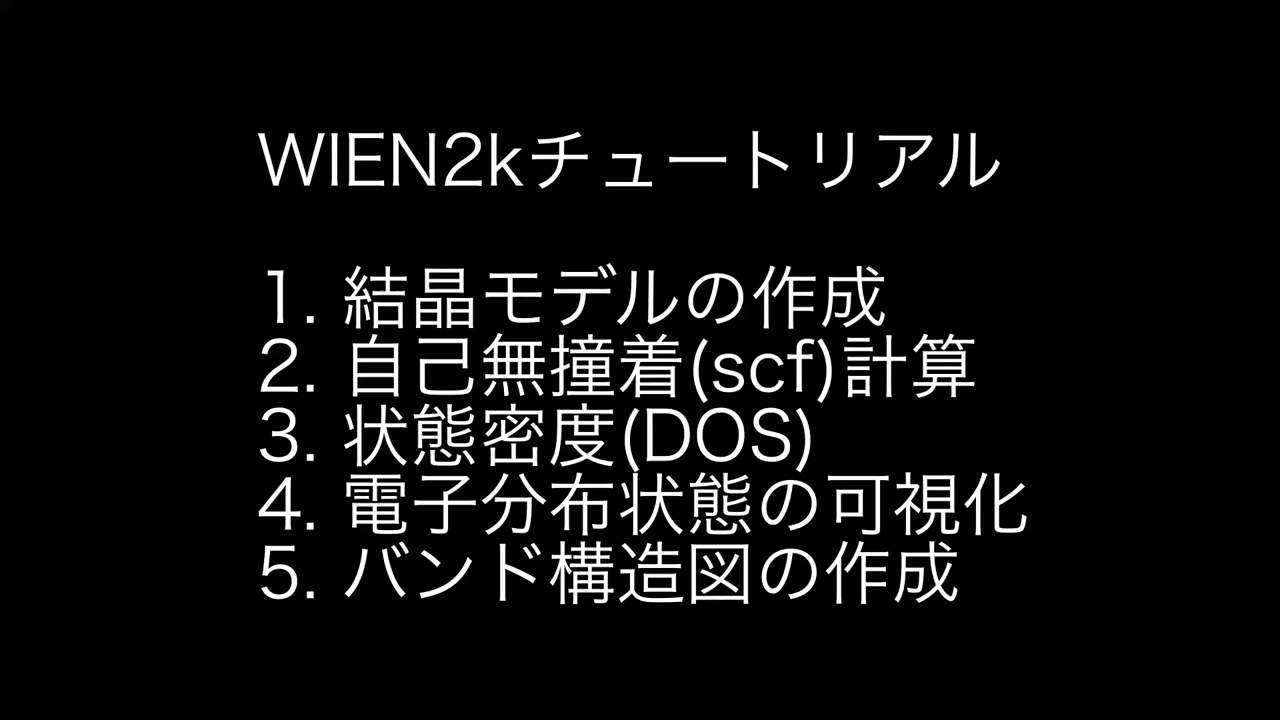 WIEN2kチュートリアル
1. 結晶モデルの作成
2. 自己無撞着(scf)計算
3. 状態密度(DOS)
4. 電子分布状態の可視化
5. バンド構造図の作成